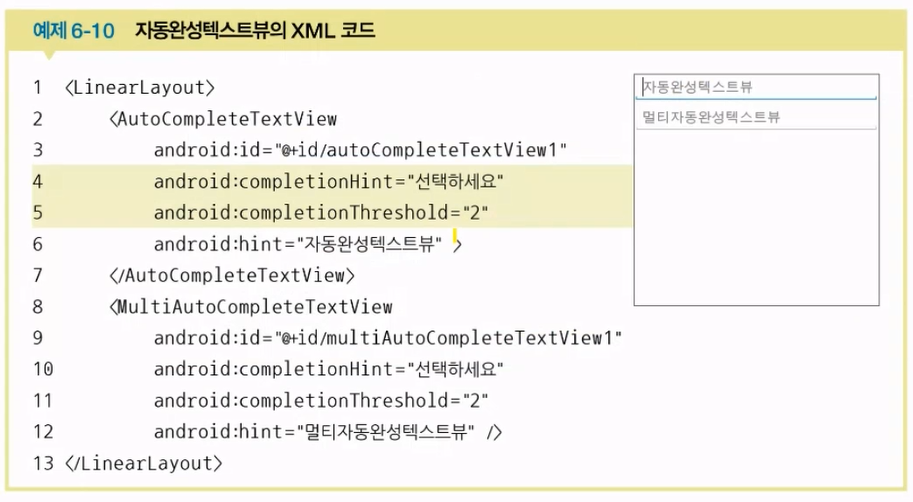 예제 6-10 자동완성텍스트뷰의 XML 코드
1 <LinearLayout>
2 <AutoCompleteTextView
3 android:id="@+id/autoCompleteTextView1"
4 android:completionHint="선택하세요"
5 android:completionThreshold="2"
6 android:hint="자동완성텍스트뷰" >
7 </AutoCompleteTextView>
8 <MultiAutoCompleteTextView
9 android:id="@+id/multiAutoCompleteTextView1"
10 android:completionHint="선택하세요"
11 android:completionThreshold="2"
12 android:hint="멀티자동완성텍스트뷰" />
13 </LinearLayout>
자동완성텍스트뷰
멀티자동완성텍스트뷰